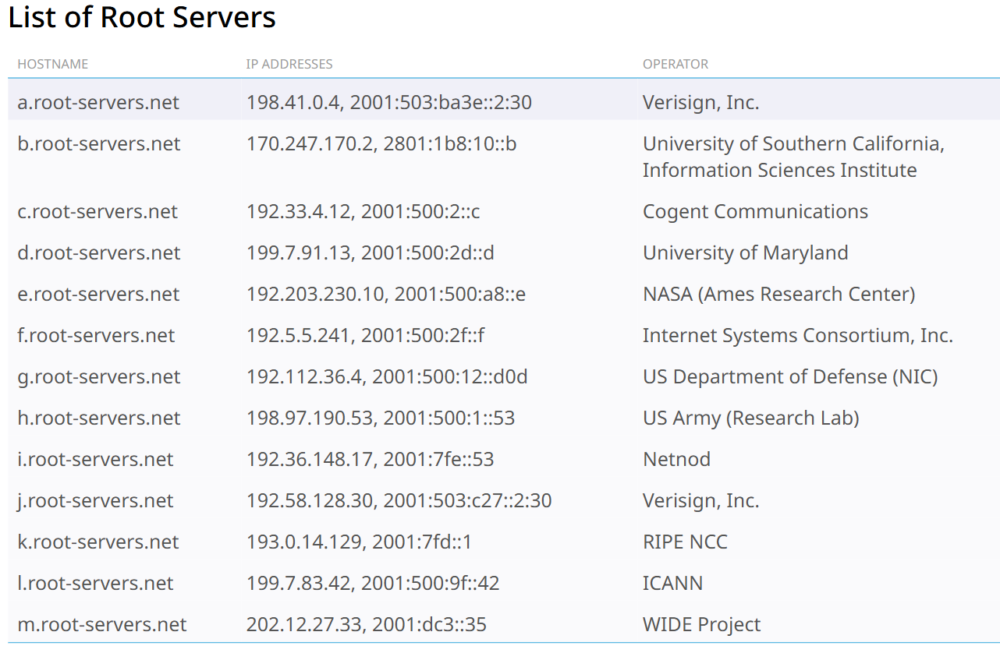 List of Root Servers
HOSTNAME IP ADDRESSES OPERATOR
a.root-servers.net 198.41.0.4, 2001:503:ba3e::2:30 Verisign, Inc.
b.root-servers.net 170.247.170.2, 2801:1b8:10::b University of Southern California,
Information Sciences Institute
c.root-servers.net 192.33.4.12, 2001:500:2::c Cogent Communications
d.root-servers.net 199.7.91.13, 2001:500:2d::d University of Maryland
e.root-servers.net 192.203.230.10, 2001:500:a8::e NASA (Ames Research Center)
f.root-servers.net 192.5.5.241, 2001:500:2f::f Internet Systems Consortium, Inc.
g.root-servers.net 192.112.36.4, 2001:500:12::d0d US Department of Defense (NIC)
h.root-servers.net 198.97.190.53, 2001:500:1::53 US Army (Research Lab)
i.root-servers.net 192.36.148.17, 2001:7fe::53 Netnod
j.root-servers.net 192.58.128.30, 2001:503:c27::2:30 Verisign, Inc.
k.root-servers.net 193.0.14.129, 2001:7fd::1 RIPE NCC
l.root-servers.net 199.7.83.42, 2001:500:9f::42 ICANN
m.root-servers.net 202.12.27.33, 2001:dc3::35 WIDE Project